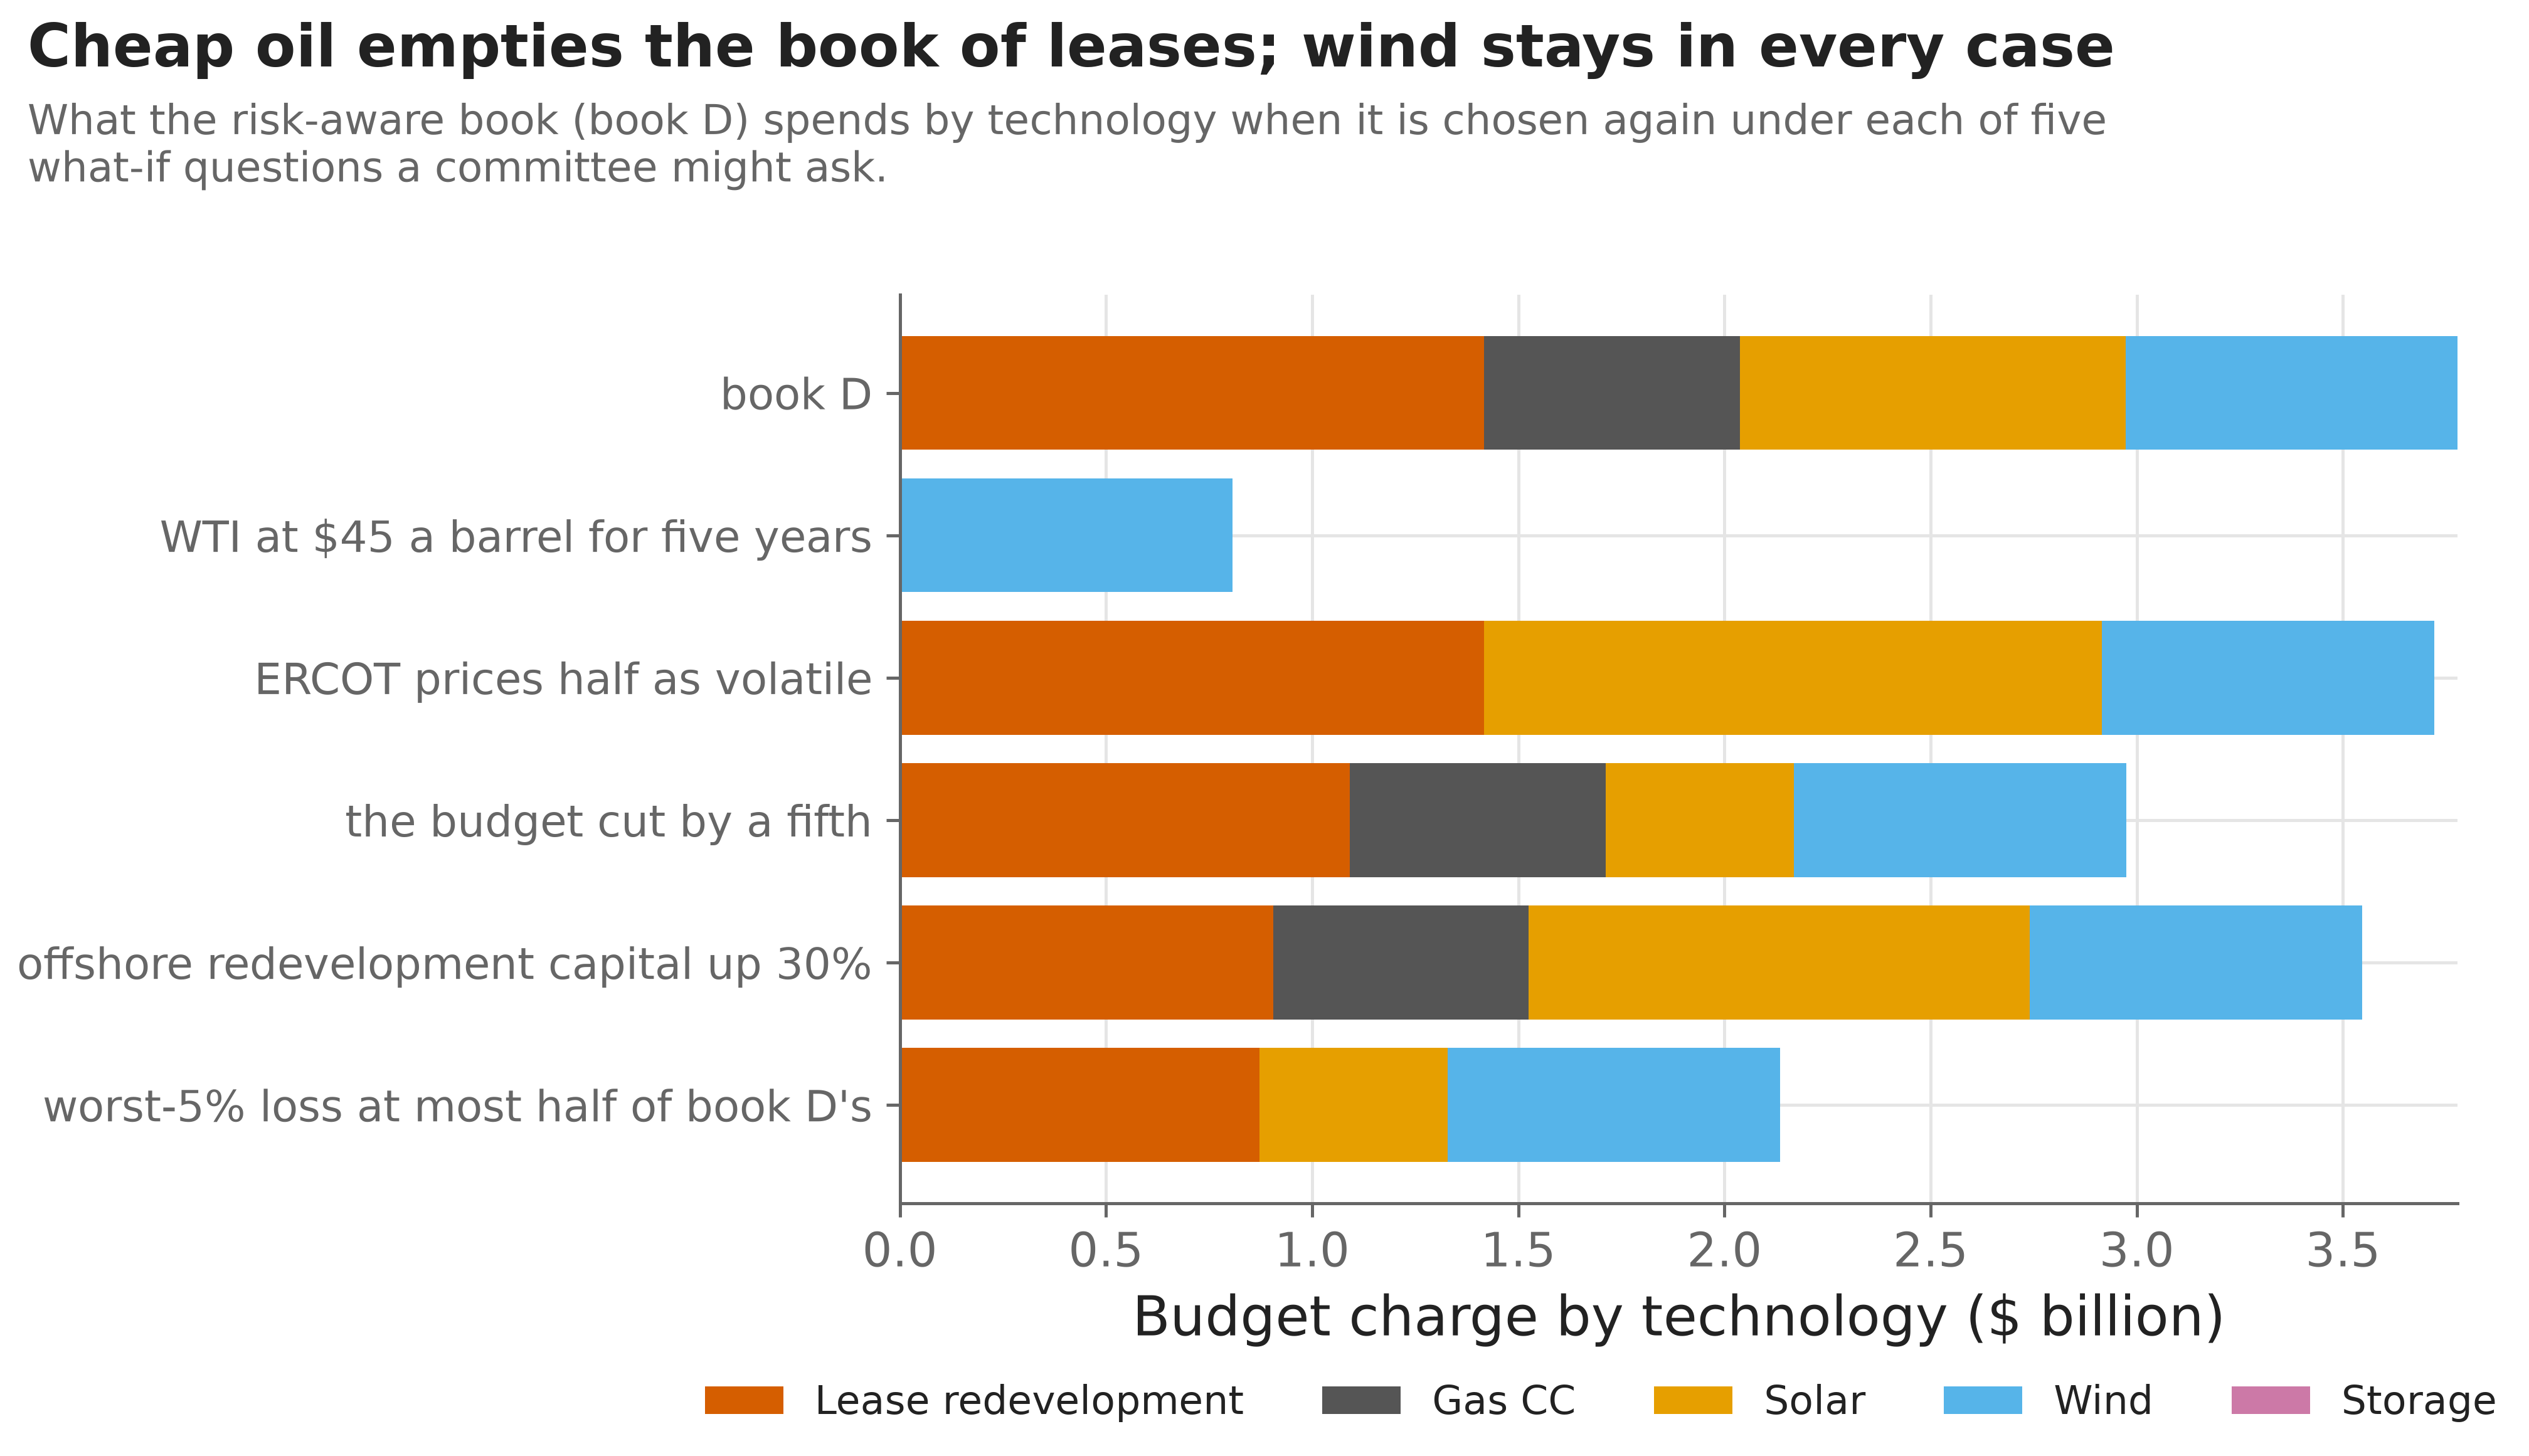 Cheap oil empties the book of leases; wind stays in every case
What the risk-aware book (book D) spends by technology when it is chosen again under each of five
what-if questions a committee might ask.
book D
WTI at $45 a barrel for five years
ERCOT prices half as volatile
the budget cut by a fifth
offshore redevelopment capital up 30%
worst-5% loss at most half of book D's
0.0 0.5 1.0 1.5 2.0 2.5 3.0 3.5
Budget charge by technology ($ billion)
Lease redevelopment Gas CC Solar Wind Storage